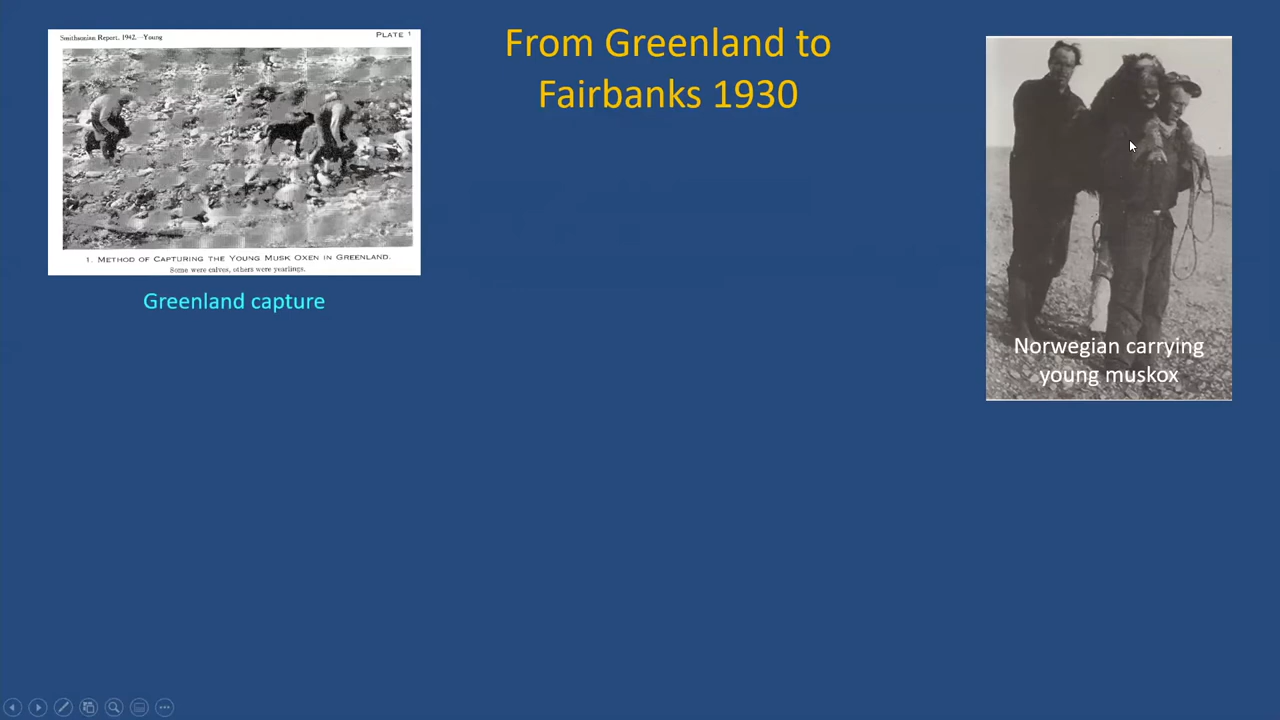 Smithsonian Report, 1942.—Young
PLATE 1
From Greenland to
Fairbanks 1930
1. METHOD OF CAPTURING THE YOUNG MUSK OXEN IN GREENLAND.
Some were calves, others were yearlings.
Greenland capture
Norwegian carrying
young muskox